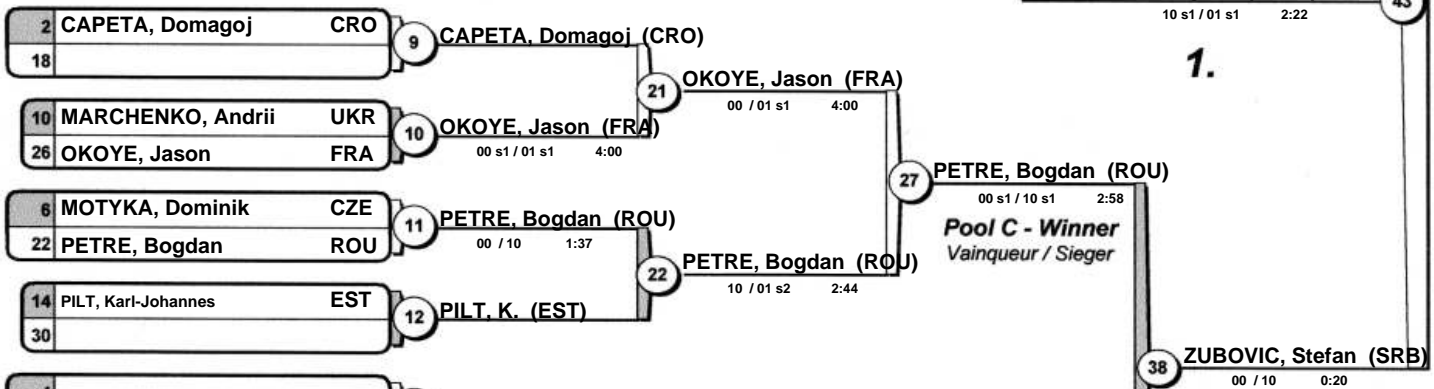 10 s1 / 01 s1 2:22
43
1.
2 CAPETA, Domagoj CRO
18
9
CAPETA, Domagoj (CRO)
21
OKOYE, Jason (FRA)
00 / 01 s1 4:00
10 MARCHENKO, Andrii UKR
26 OKOYE, Jason FRA
10
OKOYE, Jason (FRA)
00 s1 / 01 s1 4:00
27
PETRE, Bogdan (ROU)
00 s1 / 10 s1 2:58
Pool C - Winner
Vainqueur / Sieger
6 MOTYKA, Dominik CZE
22 PETRE, Bogdan ROU
11
PETRE, Bogdan (ROU)
00 / 10 1:37
22
PETRE, Bogdan (ROU)
10 / 01 s2 2:44
14 PILT, Karl-Johannes EST
30
12
PILT, K. (EST)
38
ZUBOVIC, Stefan (SRB)
00 / 10 0:20